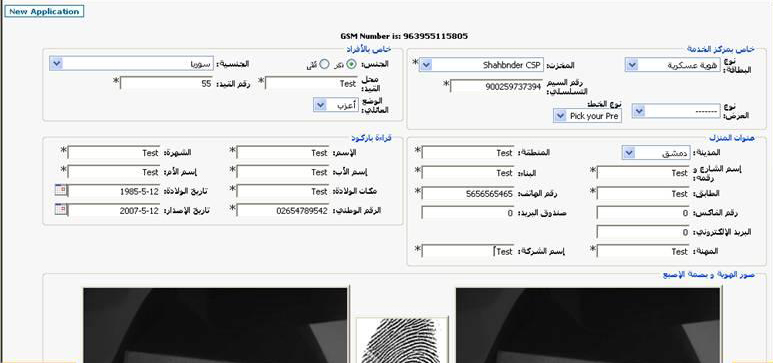 New Application
GSM Number is: 963955115805
خاص بمركز الخدمة
نوع البطاقة: هوية عسكرية
المخزن: Shahbnder CSP *
رقم السيم التسلسلي: 900259737394 *
نوع العرض: -------
نوع الخط: Pick your Pre
خاص بالأفراد
الجنس: ذكر أنثى
الجنسية: سوريا
محل القيد: Test *
رقم القيد: 55 *
الوضع العائلي: أعزب
عنوان المنزل
المدينة: دمشق
المنطقة: Test *
إسم الشارع و رقمه: Test *
البناء: Test *
الطابق: Test *
رقم الهاتف: 5656565465 *
رقم الفاكس: 0
صندوق البريد: 0
البريد الإلكتروني: 0
المهنة: Test *
إسم الشركة: Test *
قراءة باركود
الإسم: Test *
الشهرة: Test *
إسم الأب: Test *
إسم الأم: Test *
مكان الولادة: Test *
تاريخ الولادة: 1985-5-12
الرقم الوطني: 02654789542 *
تاريخ الإصدار: 2007-5-12
صور الهوية و بصمة الإصبع